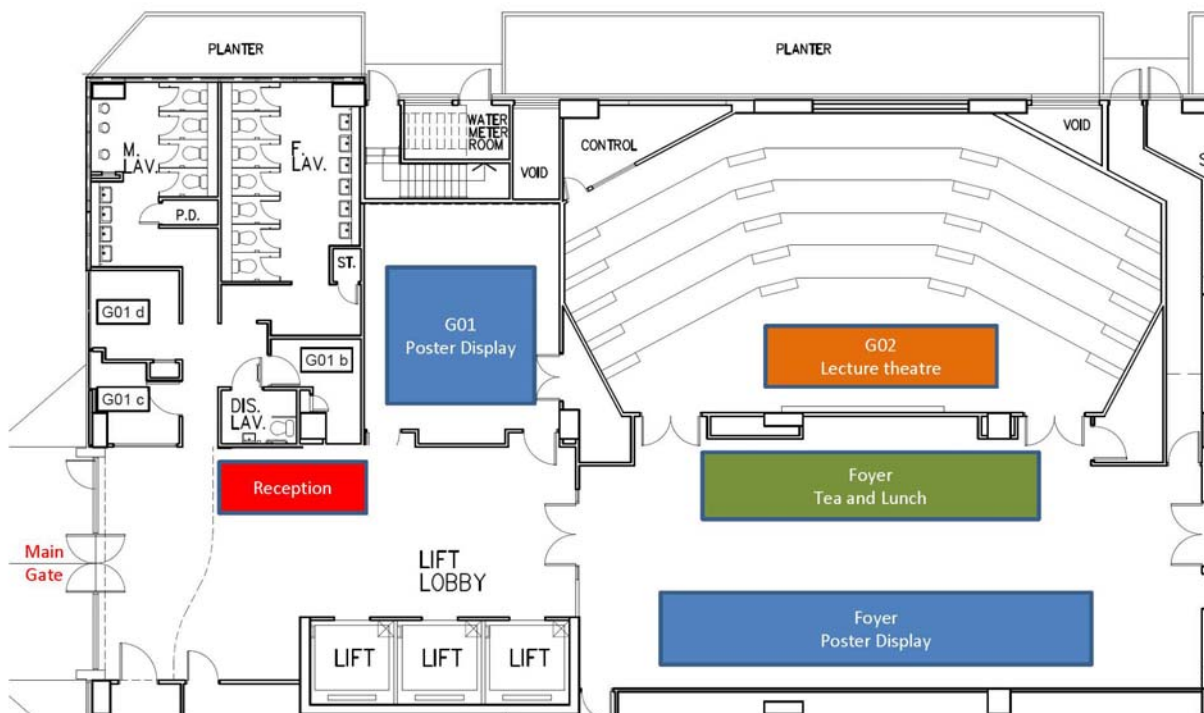 PLANTER
PLANTER
WATER
METER
ROOM
VOID
CONTROL
VOID
M.
LAV.
F.
LAV.
P.D.
ST.
G01 d
G01 b
G01 c
DIS.
LAV.
G01
Poster Display
G02
Lecture theatre
Reception
Foyer
Tea and Lunch
Main
Gate
LIFT
LOBBY
Foyer
Poster Display
LIFT
LIFT
LIFT